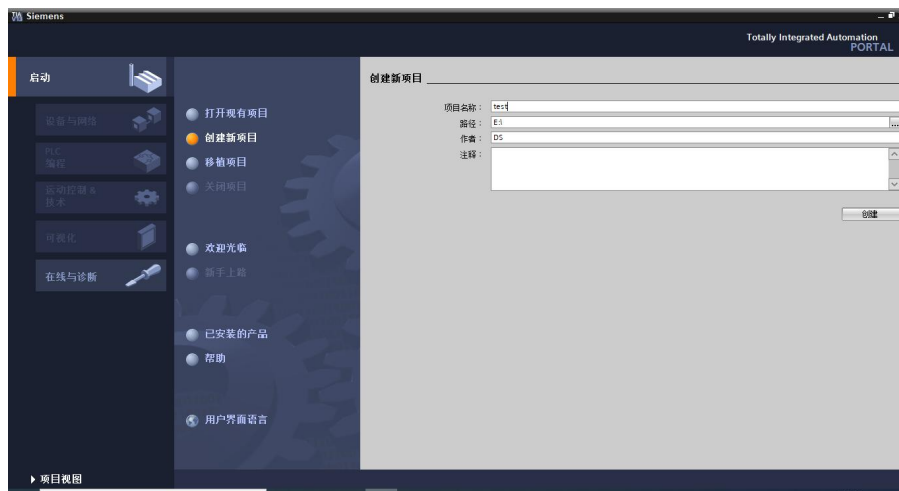 Siemens
Totally Integrated Automation
PORTAL
启动
设备与网络
PLC
编程
运动控制 &
技术
可视化
在线与诊断
打开现有项目
创建新项目
移植项目
关闭项目
欢迎光临
新手上路
已安装的产品
帮助
用户界面语言
项目视图
创建新项目
项目名称： test
路径： E:\
...
作者： DS
注释：
创建